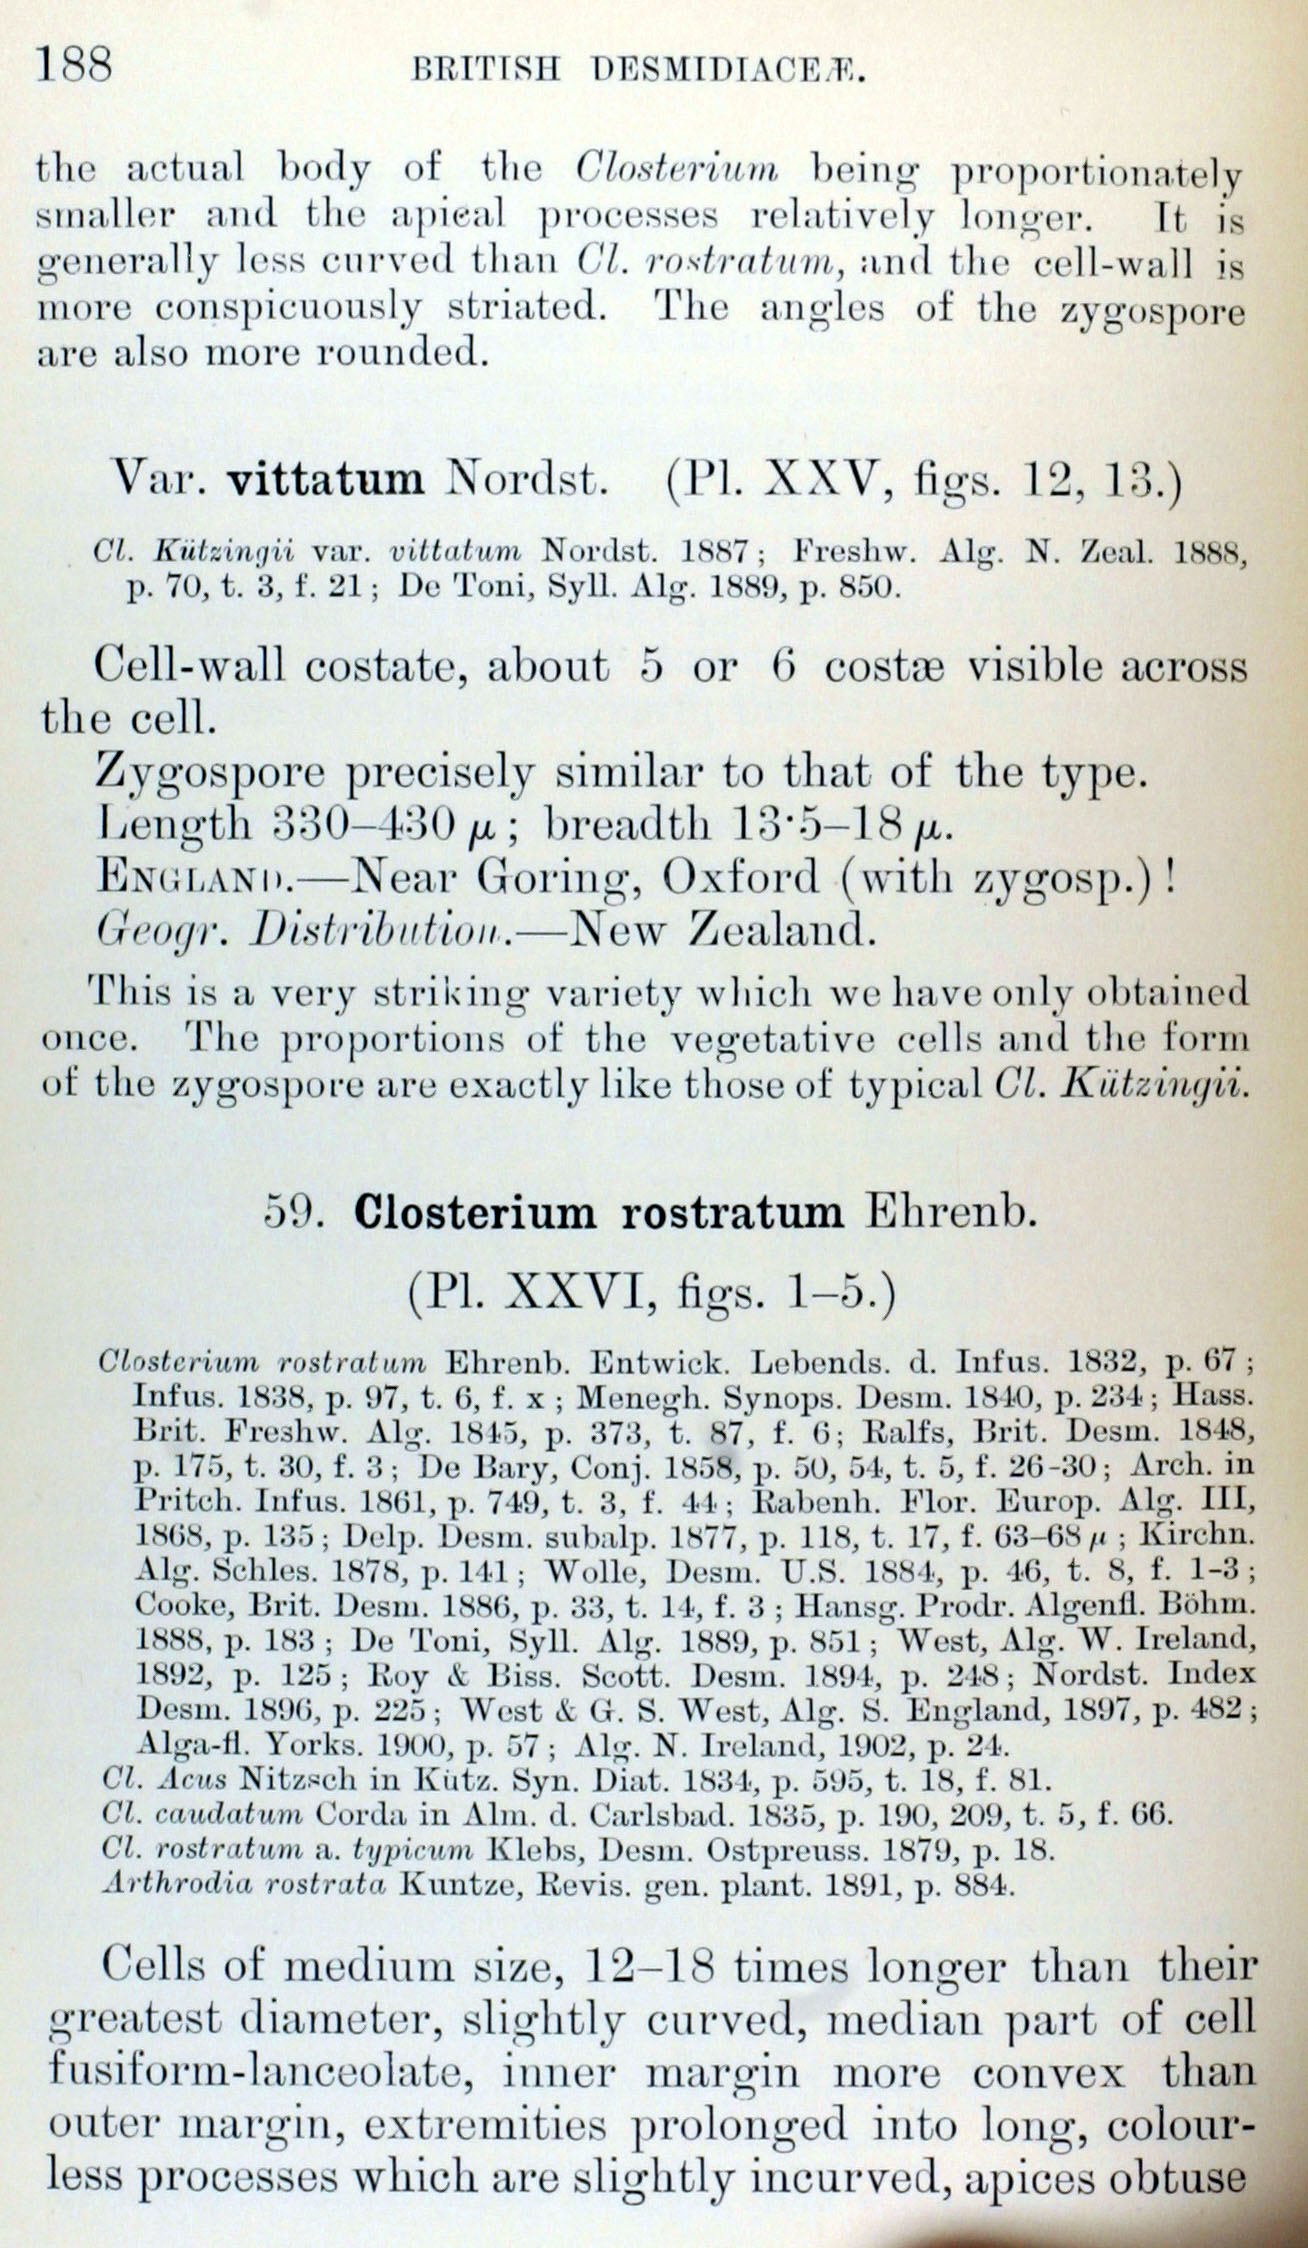 188 BRITISH DESMIDIACEÆ.
the actual body of the Closterium being proportionately
smaller and the apical processes relatively longer. It is
generally less curved than Cl. rostratum, and the cell-wall is
more conspicuously striated. The angles of the zygospore
are also more rounded.
Var. vittatum Nordst. (Pl. XXV, figs. 12, 13.)
Cl. Kützingii var. vittatum Nordst. 1887; Freshw. Alg. N. Zeal. 1888,
p. 70, t. 3, f. 21; De Toni, Syll. Alg. 1889, p. 850.
Cell-wall costate, about 5 or 6 costæ visible across
the cell.
Zygospore precisely similar to that of the type.
Length 330–430 μ; breadth 13·5–18 μ.
ENGLAND.—Near Goring, Oxford (with zygosp.)!
Geogr. Distribution.—New Zealand.
This is a very striking variety which we have only obtained
once. The proportions of the vegetative cells and the form
of the zygospore are exactly like those of typical Cl. Kützingii.
59. Closterium rostratum Ehrenb.
(Pl. XXVI, figs. 1–5.)
Closterium rostratum Ehrenb. Entwick. Lebends. d. Infus. 1832, p. 67;
Infus. 1838, p. 97, t. 6, f. x; Menegh. Synops. Desm. 1840, p. 234; Hass.
Brit. Freshw. Alg. 1845, p. 373, t. 87, f. 6; Ralfs, Brit. Desm. 1848,
p. 175, t. 30, f. 3; De Bary, Conj. 1858, p. 50, 54, t. 5, f. 26-30; Arch. in
Pritch. Infus. 1861, p. 749, t. 3, f. 44; Rabenh. Flor. Europ. Alg. III,
1868, p. 135; Delp. Desm. subalp. 1877, p. 118, t. 17, f. 63–68 μ; Kirchn.
Alg. Schles. 1878, p. 141; Wolle, Desm. U.S. 1884, p. 46, t. 8, f. 1-3;
Cooke, Brit. Desm. 1886, p. 33, t. 14, f. 3; Hansg. Prodr. Algenfl. Böhm.
1888, p. 183; De Toni, Syll. Alg. 1889, p. 851; West, Alg. W. Ireland,
1892, p. 125; Roy & Biss. Scott. Desm. 1894, p. 248; Nordst. Index
Desm. 1896, p. 225; West & G. S. West, Alg. S. England, 1897, p. 482;
Alga-fl. Yorks. 1900, p. 57; Alg. N. Ireland, 1902, p. 24.
Cl. Acus Nitzsch in Kütz. Syn. Diat. 1834, p. 595, t. 18, f. 81.
Cl. caudatum Corda in Alm. d. Carlsbad. 1835, p. 190, 209, t. 5, f. 66.
Cl. rostratum a. typicum Klebs, Desm. Ostpreuss. 1879, p. 18.
Arthrodia rostrata Kuntze, Revis. gen. plant. 1891, p. 884.
Cells of medium size, 12–18 times longer than their
greatest diameter, slightly curved, median part of cell
fusiform-lanceolate, inner margin more convex than
outer margin, extremities prolonged into long, colour-
less processes which are slightly incurved, apices obtuse